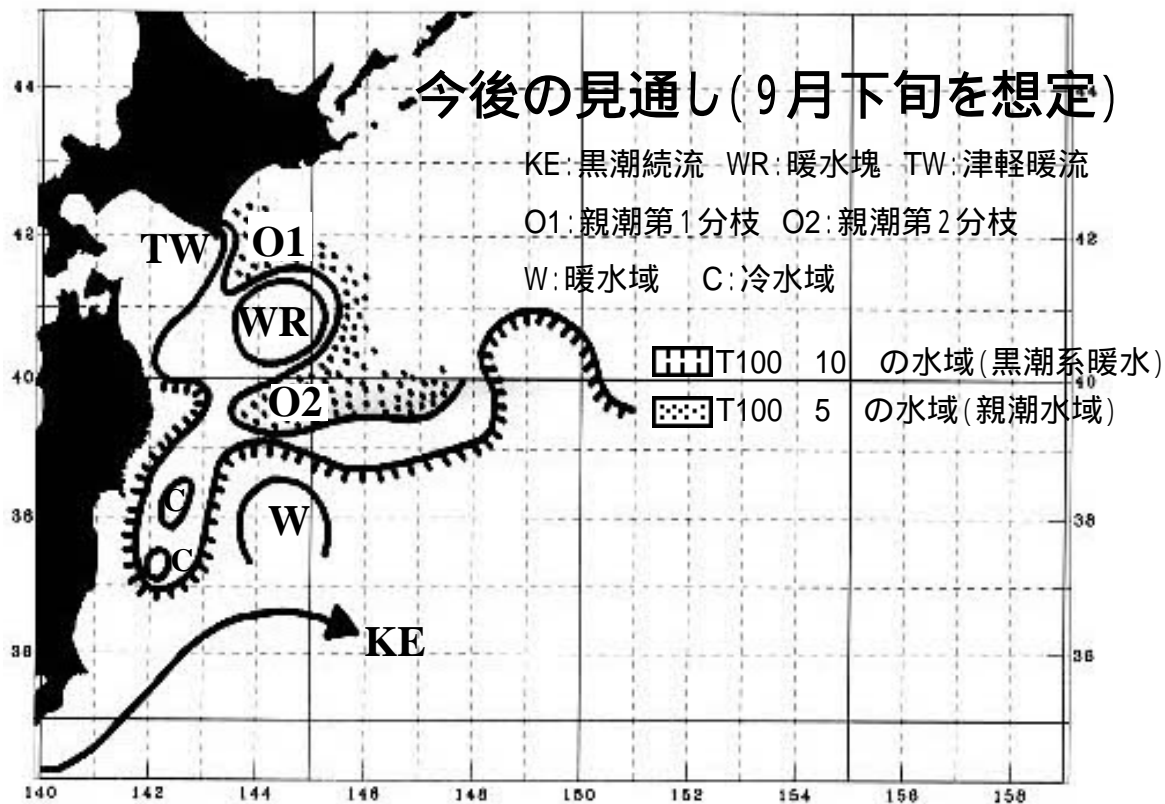 44
今後の見通し(9月下旬を想定)
44
KE:黒潮続流 WR:暖水塊 TW:津軽暖流
O1:親潮第1分枝 O2:親潮第2分枝
W:暖水域 C:冷水域
42
TW
O1
42
WR
T100 10 の水域(黒潮系暖水)
40
40
O2
T100 5 の水域(親潮水域)
C
38
W
38
C
KE
36
36
140 142 144 146 148 150 152 154 156 158